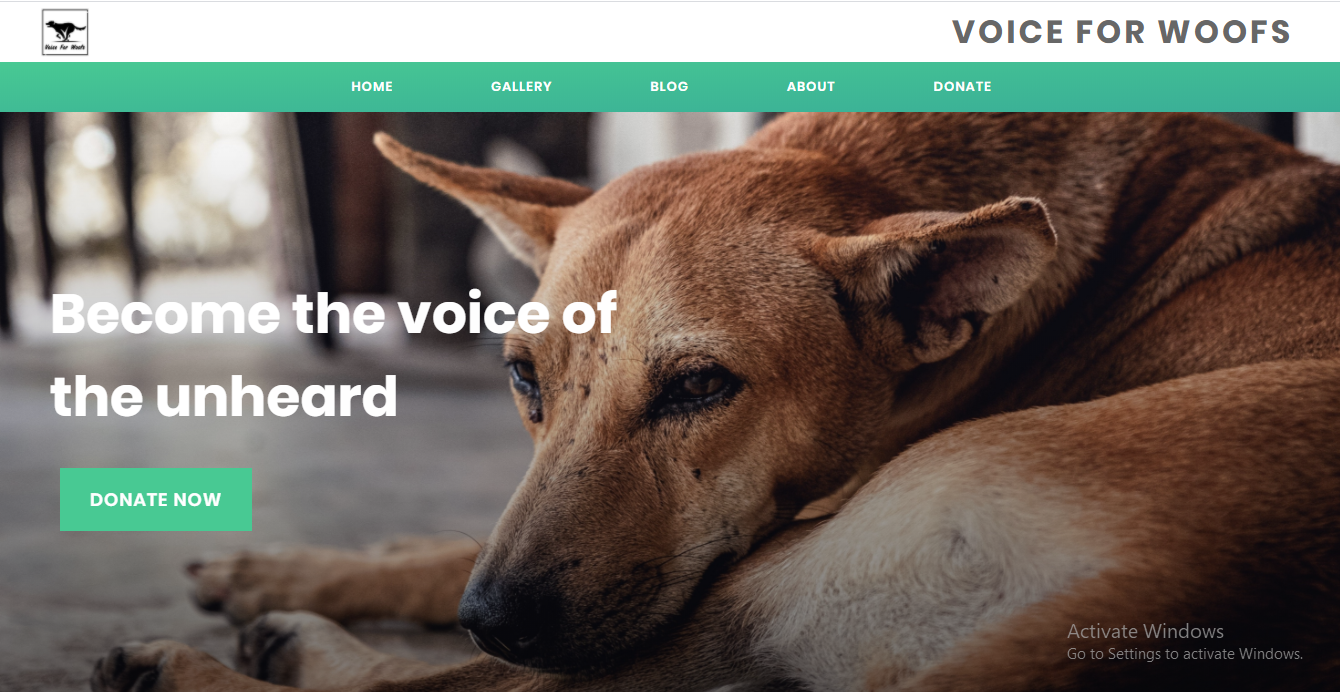 Voice For Woofs
VOICE FOR WOOFS
HOME GALLERY BLOG ABOUT DONATE
Become the voice of
the unheard
DONATE NOW
Activate Windows
Go to Settings to activate Windows.